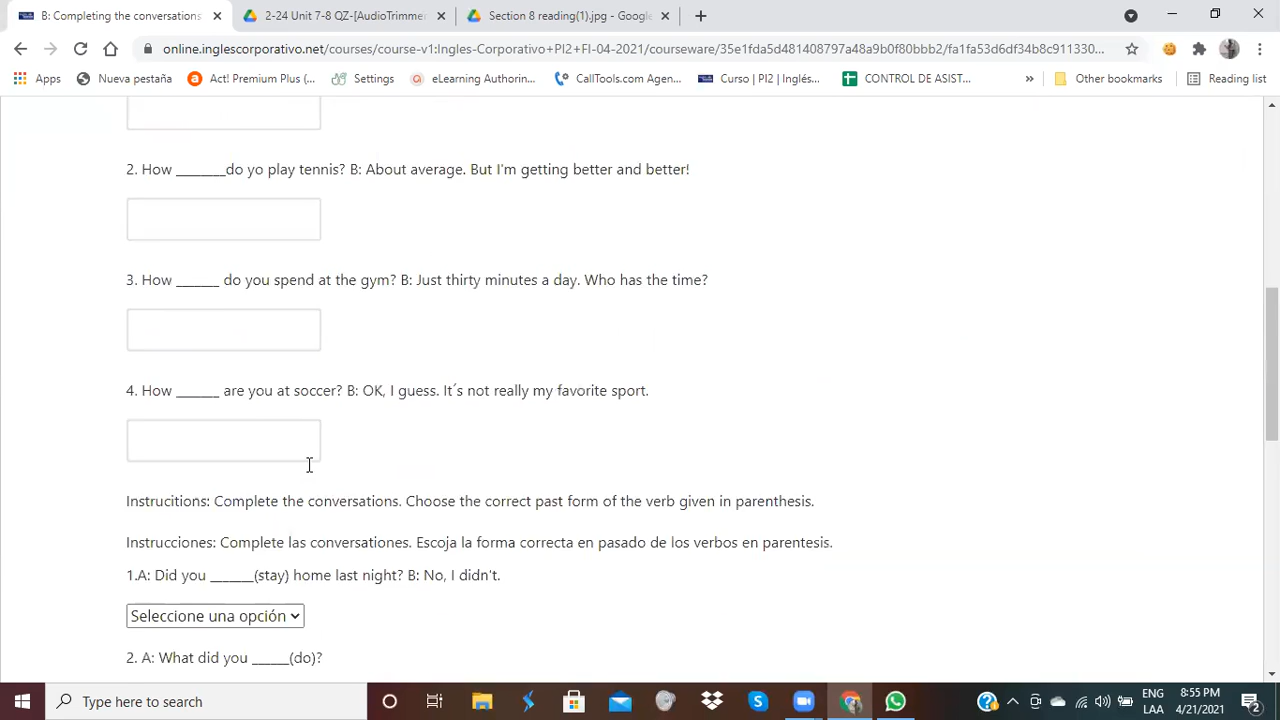 B: Completing the conversations
2-24 Unit 7-8 QZ-[AudioTrimmer
Section 8 reading(1).jpg - Google
online.inglescorporativo.net/courses/course-v1:Ingles-Corporativo+PI2+FI-04-2021/courseware/35e1fda5d481408797a48a9b0f80bbb2/fa1fa53d6df34b8c911330...
Apps
Nueva pestaña
Act! Premium Plus (...
Settings
eLearning Authorin...
CallTools.com Agen...
Curso | PI2 | Inglés...
CONTROL DE ASIST...
»
Other bookmarks
Reading list
2. How ________do yo play tennis? B: About average. But I'm getting better and better!
3. How _______ do you spend at the gym? B: Just thirty minutes a day. Who has the time?
4. How _______ are you at soccer? B: OK, I guess. It´s not really my favorite sport.
Instrucitions: Complete the conversations. Choose the correct past form of the verb given in parenthesis.
Instrucciones: Complete las conversationes. Escoja la forma correcta en pasado de los verbos en parentesis.
1.A: Did you _______(stay) home last night? B: No, I didn't.
Seleccione una opción
2. A: What did you ______(do)?
Type here to search
ENG
LAA
8:55 PM
4/21/2021
2